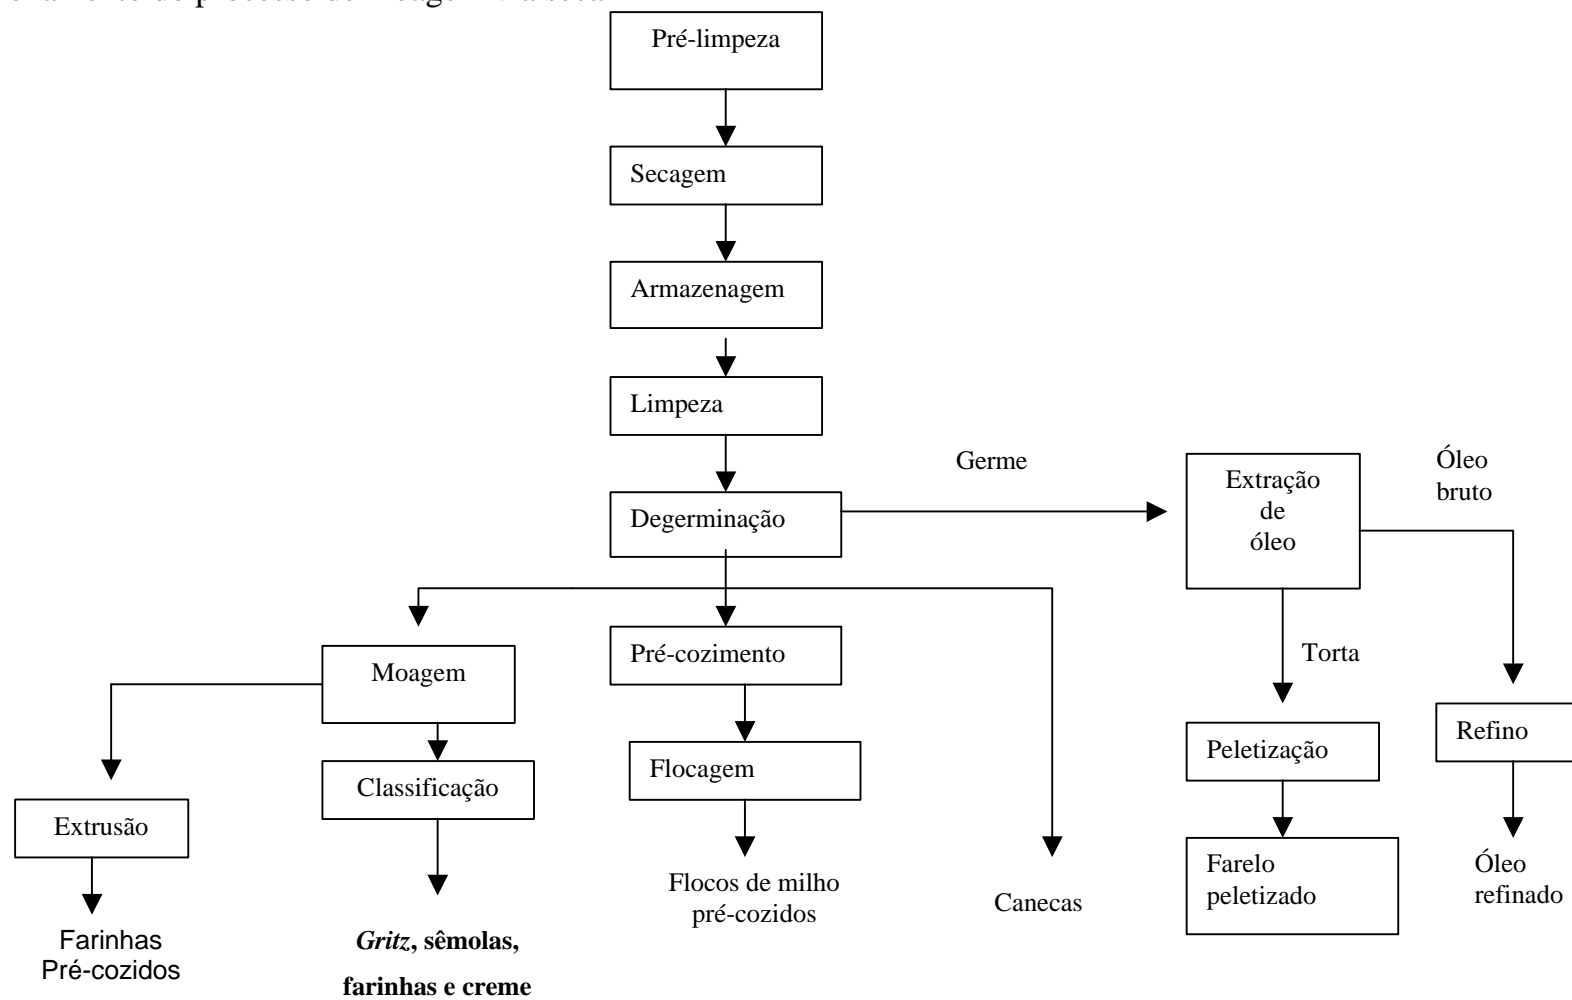 Pré-limpeza
Secagem
Armazenagem
Limpeza
Germe
Óleo
bruto
Extração
de
óleo
Degerminação
Pré-cozimento
Torta
Moagem
Refino
Peletização
Flocagem
Classificação
Extrusão
Farelo
peletizado
Óleo
refinado
Flocos de milho
pré-cozidos
Canecas
Farinhas
Pré-cozidos
Gritz, sêmolas,
farinhas e creme